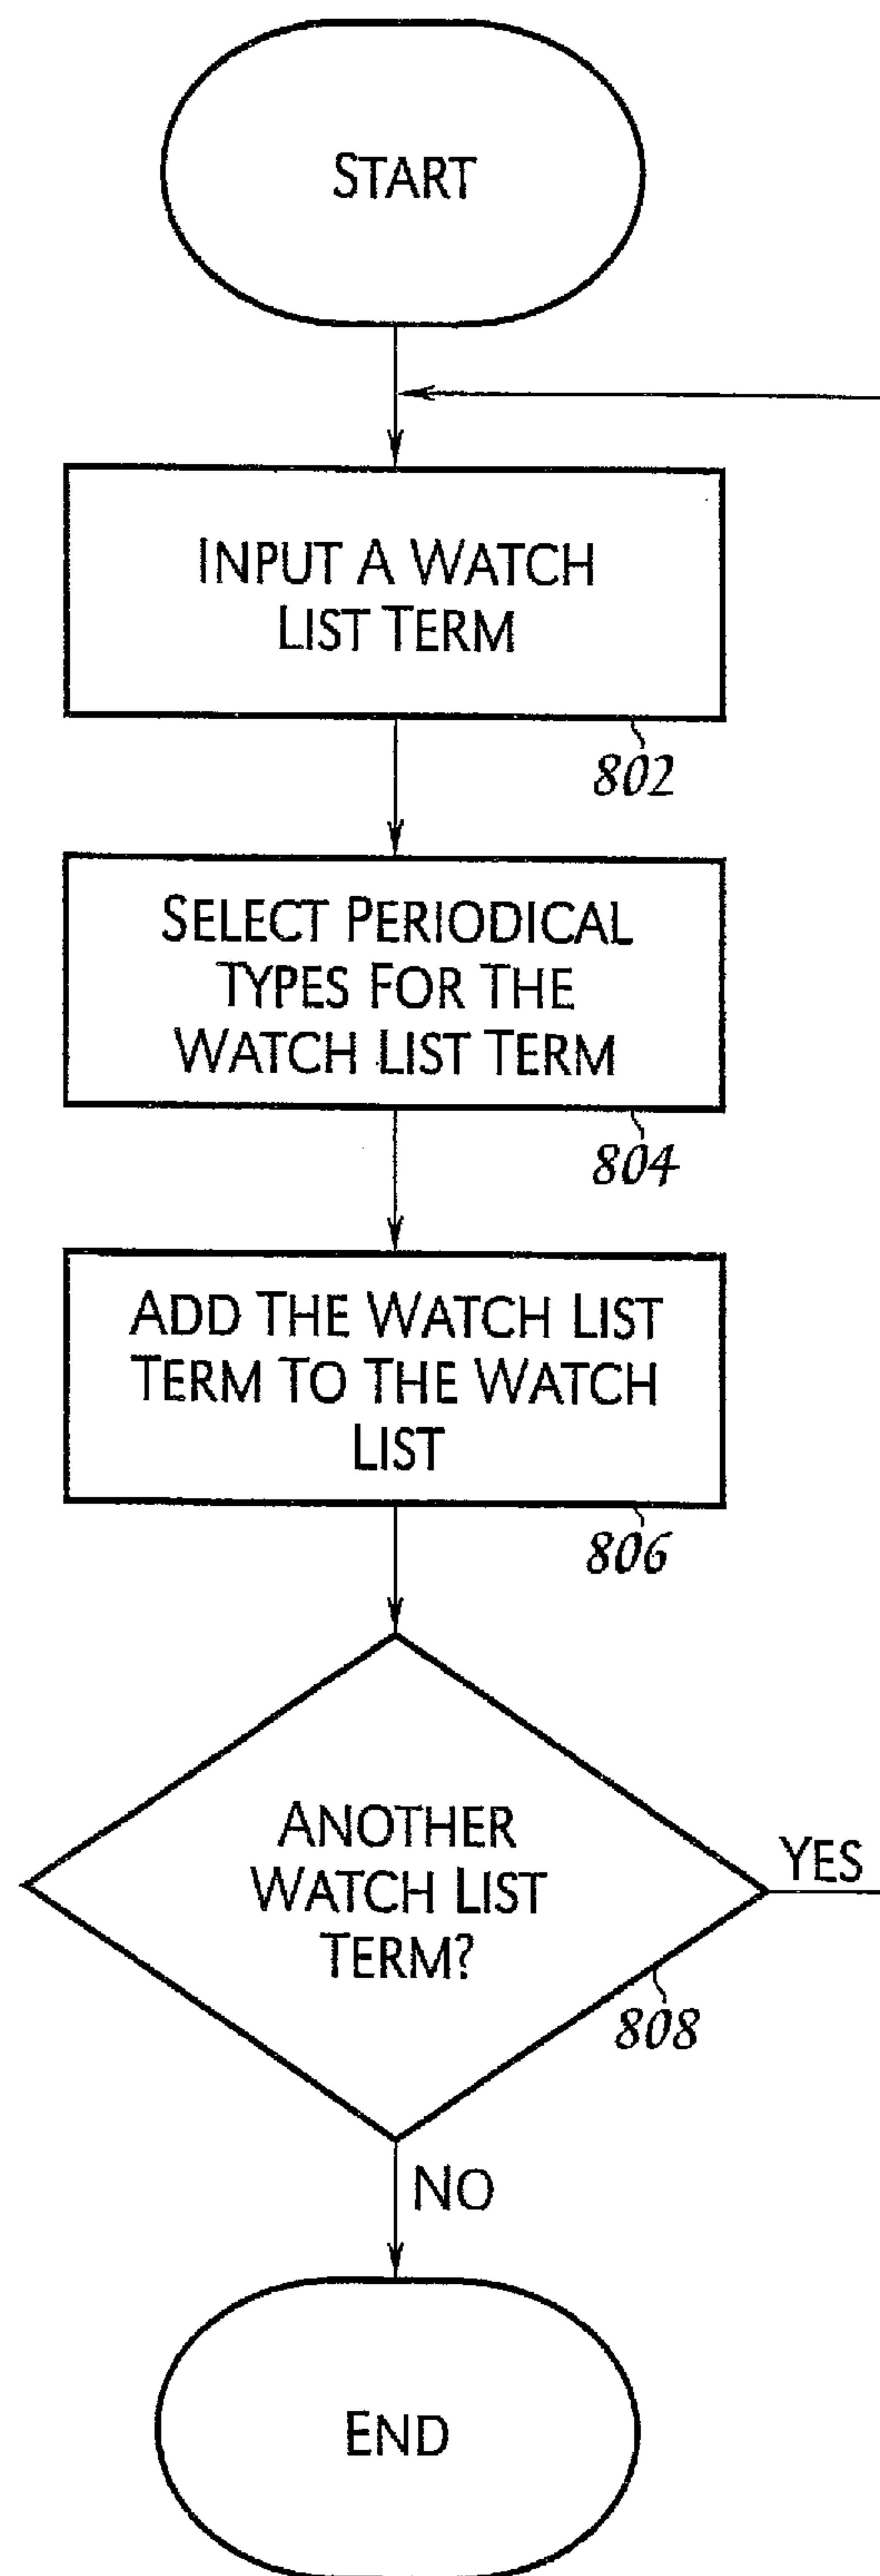 START
INPUT A WATCH
LIST TERM
802
SELECT PERIODICAL
TYPES FOR THE
WATCH LIST TERM
804
ADD THE WATCH LIST
TERM TO THE WATCH
LIST
806
ANOTHER
WATCH LIST
TERM?
YES
808
NO
END